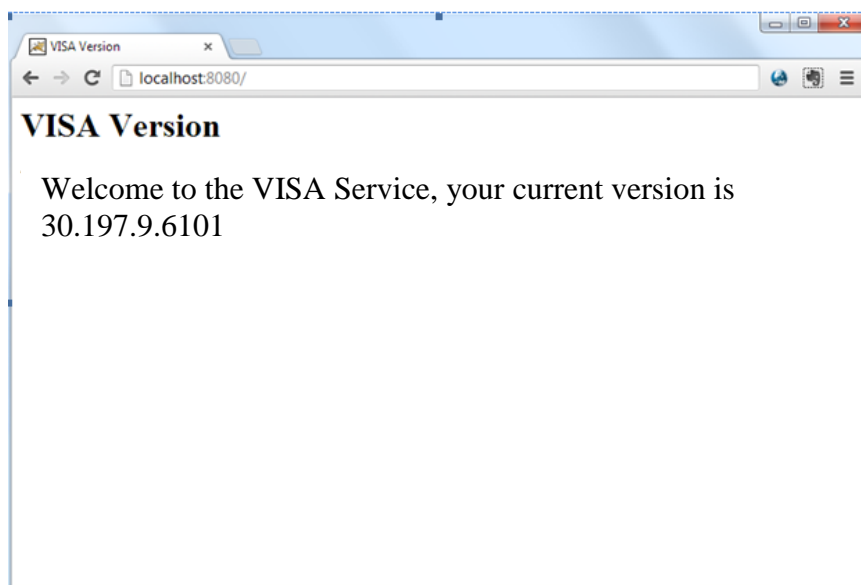 VISA Version
localhost:8080/
VISA Version
Welcome to the VISA Service, your current version is
30.197.9.6101